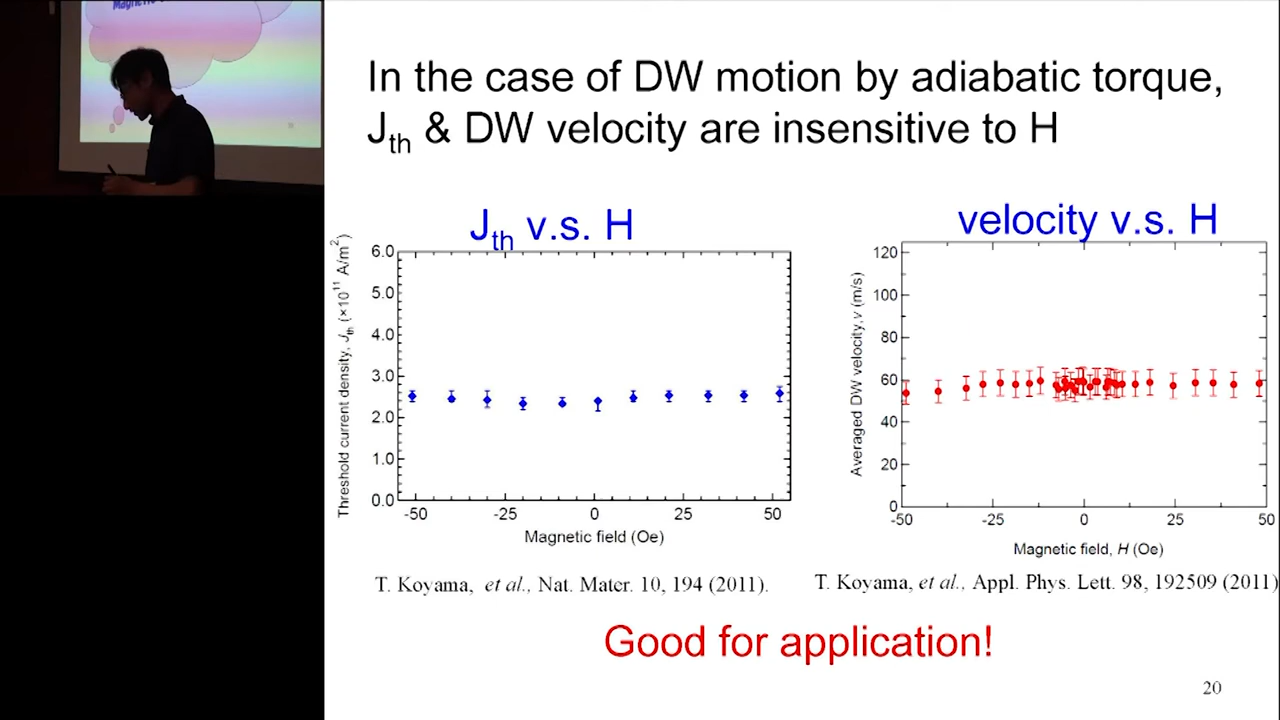 Magnetic
In the case of DW motion by adiabatic torque,
Jth & DW velocity are insensitive to H
Jth v.s. H
velocity v.s. H
Threshold current density, Jth (×10¹¹ A/m²)
6.0
5.0
4.0
3.0
2.0
1.0
0.0
-50 -25 0 25 50
Magnetic field (Oe)
Averaged DW velocity, v (m/s)
120
100
80
60
40
20
0
-50 -25 0 25 50
Magnetic field, H (Oe)
T. Koyama, et al., Nat. Mater. 10, 194 (2011).
T. Koyama, et al., Appl. Phys. Lett. 98, 192509 (2011)
Good for application!
20